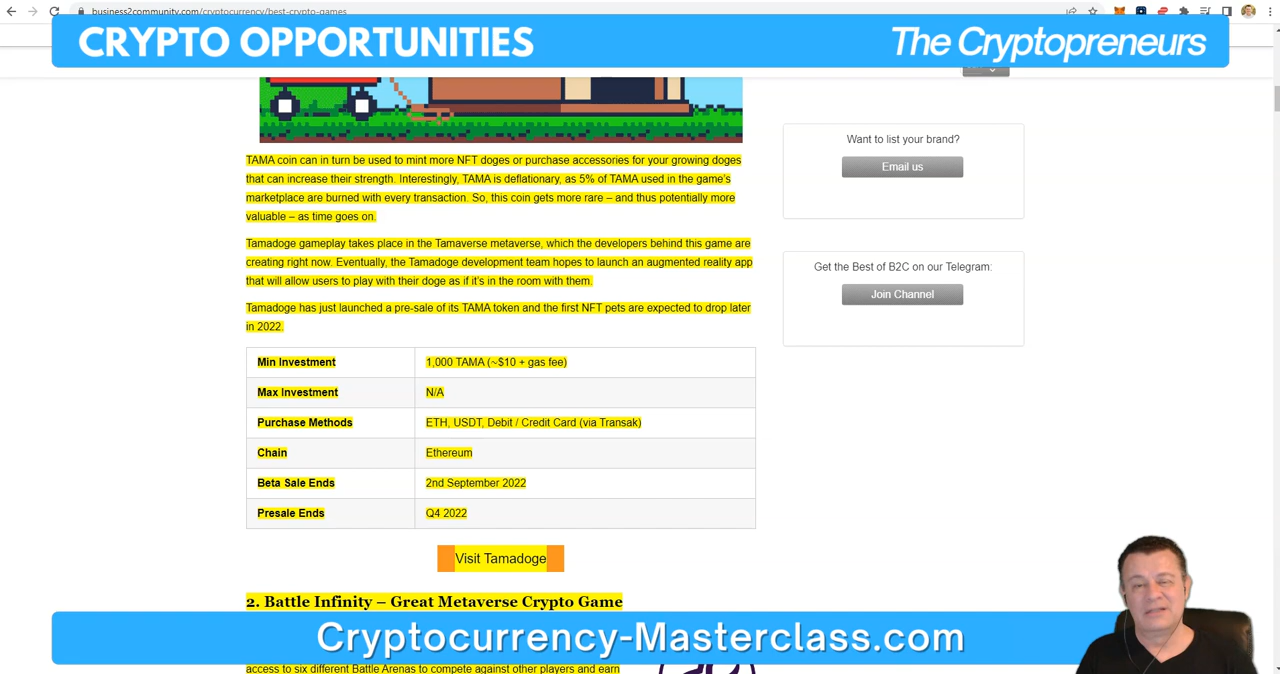 business2community.com/cryptocurrency/best-crypto-games
CRYPTO OPPORTUNITIES
The Cryptopreneurs
TAMA coin can in turn be used to mint more NFT doges or purchase accessories for your growing doges
that can increase their strength. Interestingly, TAMA is deflationary, as 5% of TAMA used in the game's
marketplace are burned with every transaction. So, this coin gets more rare – and thus potentially more
valuable – as time goes on.
Tamadoge gameplay takes place in the Tamaverse metaverse, which the developers behind this game are
creating right now. Eventually, the Tamadoge development team hopes to launch an augmented reality app
that will allow users to play with their doge as if it's in the room with them.
Tamadoge has just launched a pre-sale of its TAMA token and the first NFT pets are expected to drop later
in 2022.
Min Investment 1,000 TAMA (~$10 + gas fee)
Max Investment N/A
Purchase Methods ETH, USDT, Debit / Credit Card (via Transak)
Chain Ethereum
Beta Sale Ends 2nd September 2022
Presale Ends Q4 2022
Visit Tamadoge
2. Battle Infinity – Great Metaverse Crypto Game
access to six different Battle Arenas to compete against other players and earn
Want to list your brand?
Email us
Get the Best of B2C on our Telegram:
Join Channel
Cryptocurrency-Masterclass.com